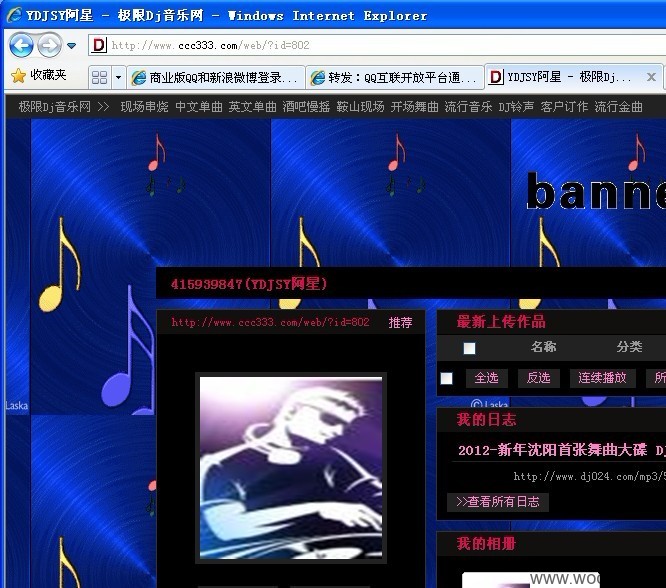 YDJSY阿星 - 极限Dj音乐网 - Windows Internet Explorer
http://www.ccc333.com/web/?id=802
收藏夹
商业版QQ和新浪微博登录...
转发：QQ互联开放平台通...
YDJSY阿星 - 极限Dj...
极限Dj音乐网 >> 现场串烧 中文单曲 英文单曲 酒吧慢摇 鞍山现场 开场舞曲 流行音乐 DJ铃声 客户订作 流行金曲
banne
415939847(YDJSY阿星)
http://www.ccc333.com/web/?id=802 推荐
最新上传作品
名称 分类
全选 反选 连续播放 所
Laska
©Laska
我的日志
2012-新年沈阳首张舞曲大碟 DJ
http://www.dj024.com/mp3/5
>>查看所有日志
我的相册
www.woo